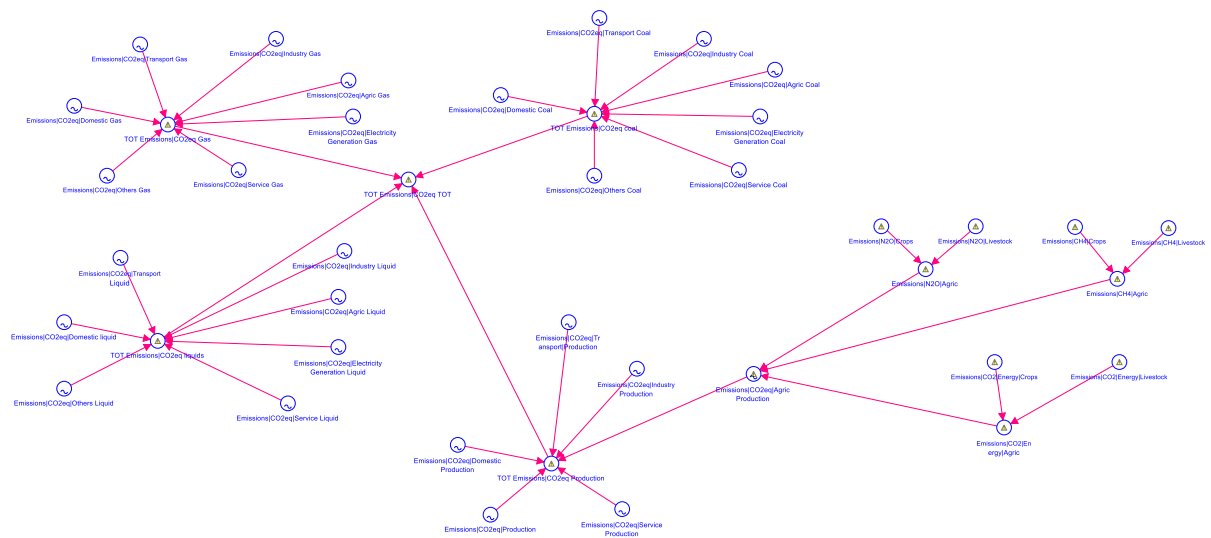 Emissions|CO2eq|Transport Coal
Emissions|CO2eq|Industry Gas
Emissions|CO2eq|Industry Coal
Emissions|CO2eq|Transport Gas
Emissions|CO2eq|Agric Coal
Emissions|CO2eq|Agric Gas
Emissions|CO2eq|Domestic Coal
Emissions|CO2eq|Domestic Gas
TOT Emissions|CO2eq coal
Emissions|CO2eq|Electricity
Generation Gas
Emissions|CO2eq|Electricity
Generation Coal
TOT Emissions|CO2eq Gas
Emissions|CO2eq|Others Gas
Emissions|CO2eq|Service Gas
Emissions|CO2eq|Others Coal
Emissions|CO2eq|Service Coal
TOT Emissions|CO2eq TOT
Emissions|N2O|Crops
Emissions|N2O|Livestock
Emissions|CH4|Crops
Emissions|CH4|Livestock
Emissions|CO2eq|Industry Liquid
Emissions|CO2eq|Transport
Liquid
Emissions|N2O|Agric
Emissions|CH4|Agric
Emissions|CO2eq|Agric Liquid
Emissions|CO2eq|Domestic liquid
Emissions|CO2eq|Tr
ansport|Production
TOT Emissions|CO2eq liquids
Emissions|CO2eq|Electricity
Generation Liquid
Emissions|CO2|Energy|Crops
Emissions|CO2|Energy|Livestock
Emissions|CO2eq|Industry
Production
Emissions|CO2eq|Agric
Production
Emissions|CO2eq|Others Liquid
Emissions|CO2eq|Service Liquid
Emissions|CO2|En
ergy|Agric
Emissions|CO2eq|Domestic
Production
TOT Emissions|CO2eq Production
Emissions|CO2eq|Production
Emissions|CO2eq|Service
Production